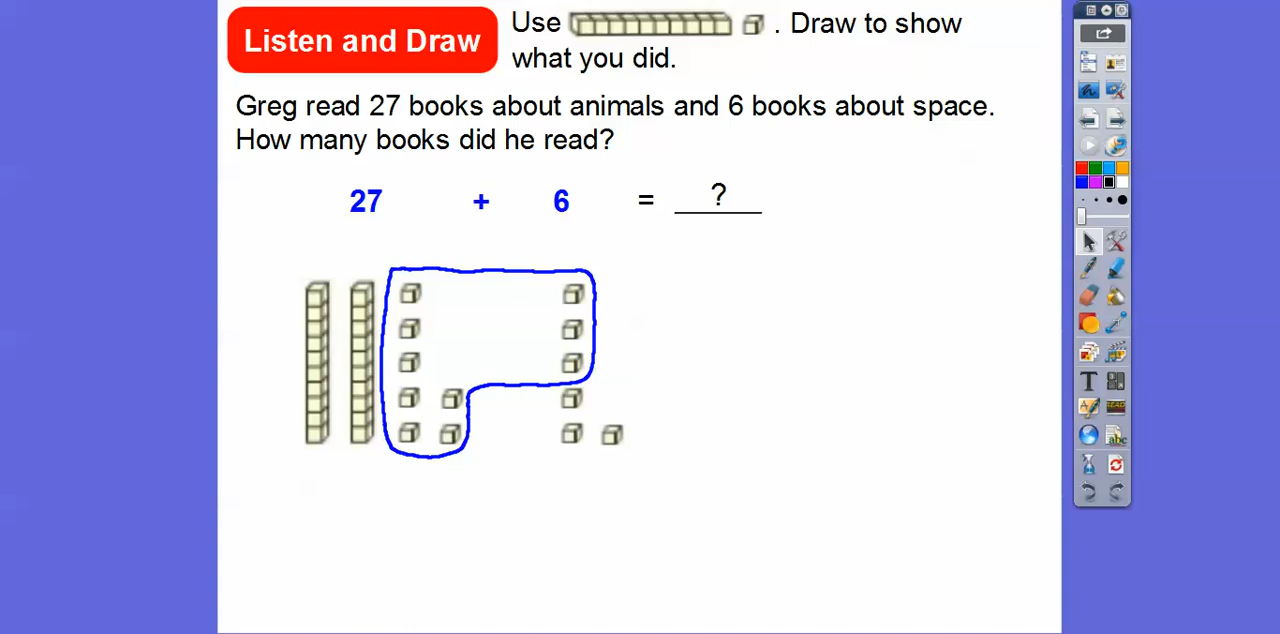 Listen and Draw
Use . Draw to show
what you did.
Greg read 27 books about animals and 6 books about space.
How many books did he read?
27 + 6 = ?